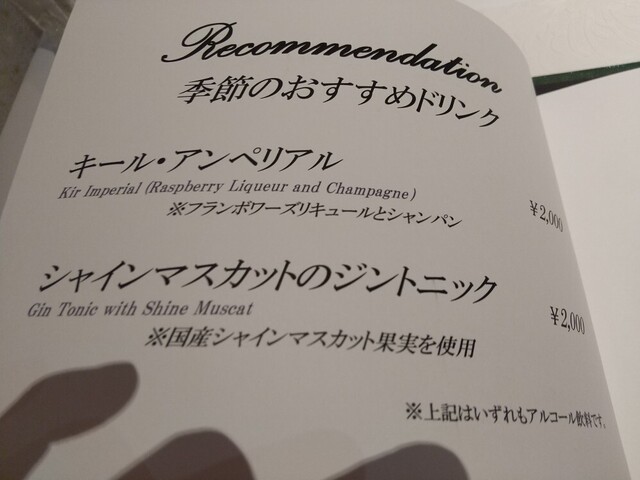 Recommendation
季節のおすすめドリンク
キール・アンペリアル
Kir Imperial (Raspberry Liqueur and Champagne)
¥2,000
※フランボワーズリキュールとシャンパン
シャインマスカットのジントニック
Gin Tonic with Shine Muscat
¥2,000
※国産シャインマスカット果実を使用
※上記はいずれもアルコール飲料です。